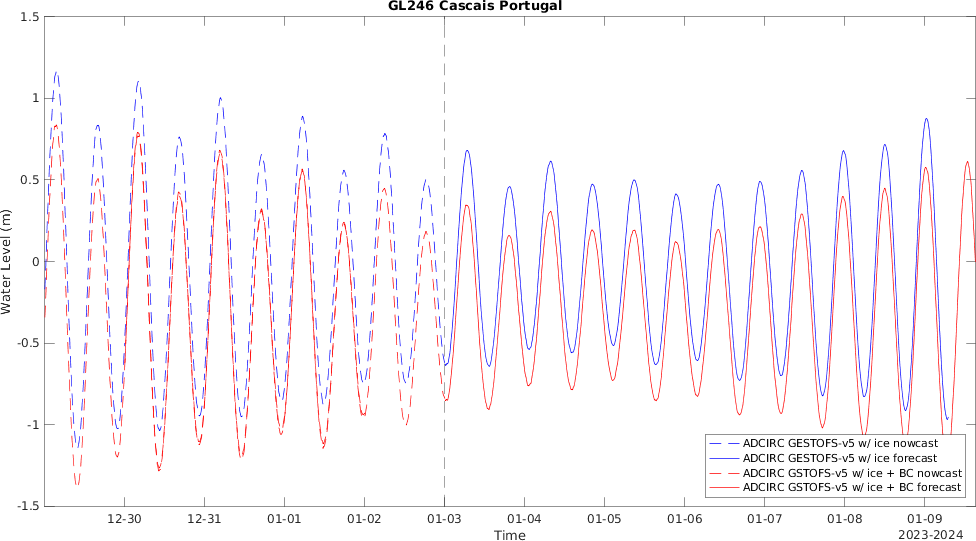 GL246 Cascais Portugal
1.5
1
0.5
0
-0.5
-1
-1.5
Water Level (m)
12-30
12-31
01-01
01-02
01-03
01-04
01-05
01-06
01-07
01-08
01-09
Time
2023-2024
ADCIRC GESTOFS-v5 w/ ice nowcast
ADCIRC GESTOFS-v5 w/ ice forecast
ADCIRC GSTOFS-v5 w/ ice + BC nowcast
ADCIRC GSTOFS-v5 w/ ice + BC forecast